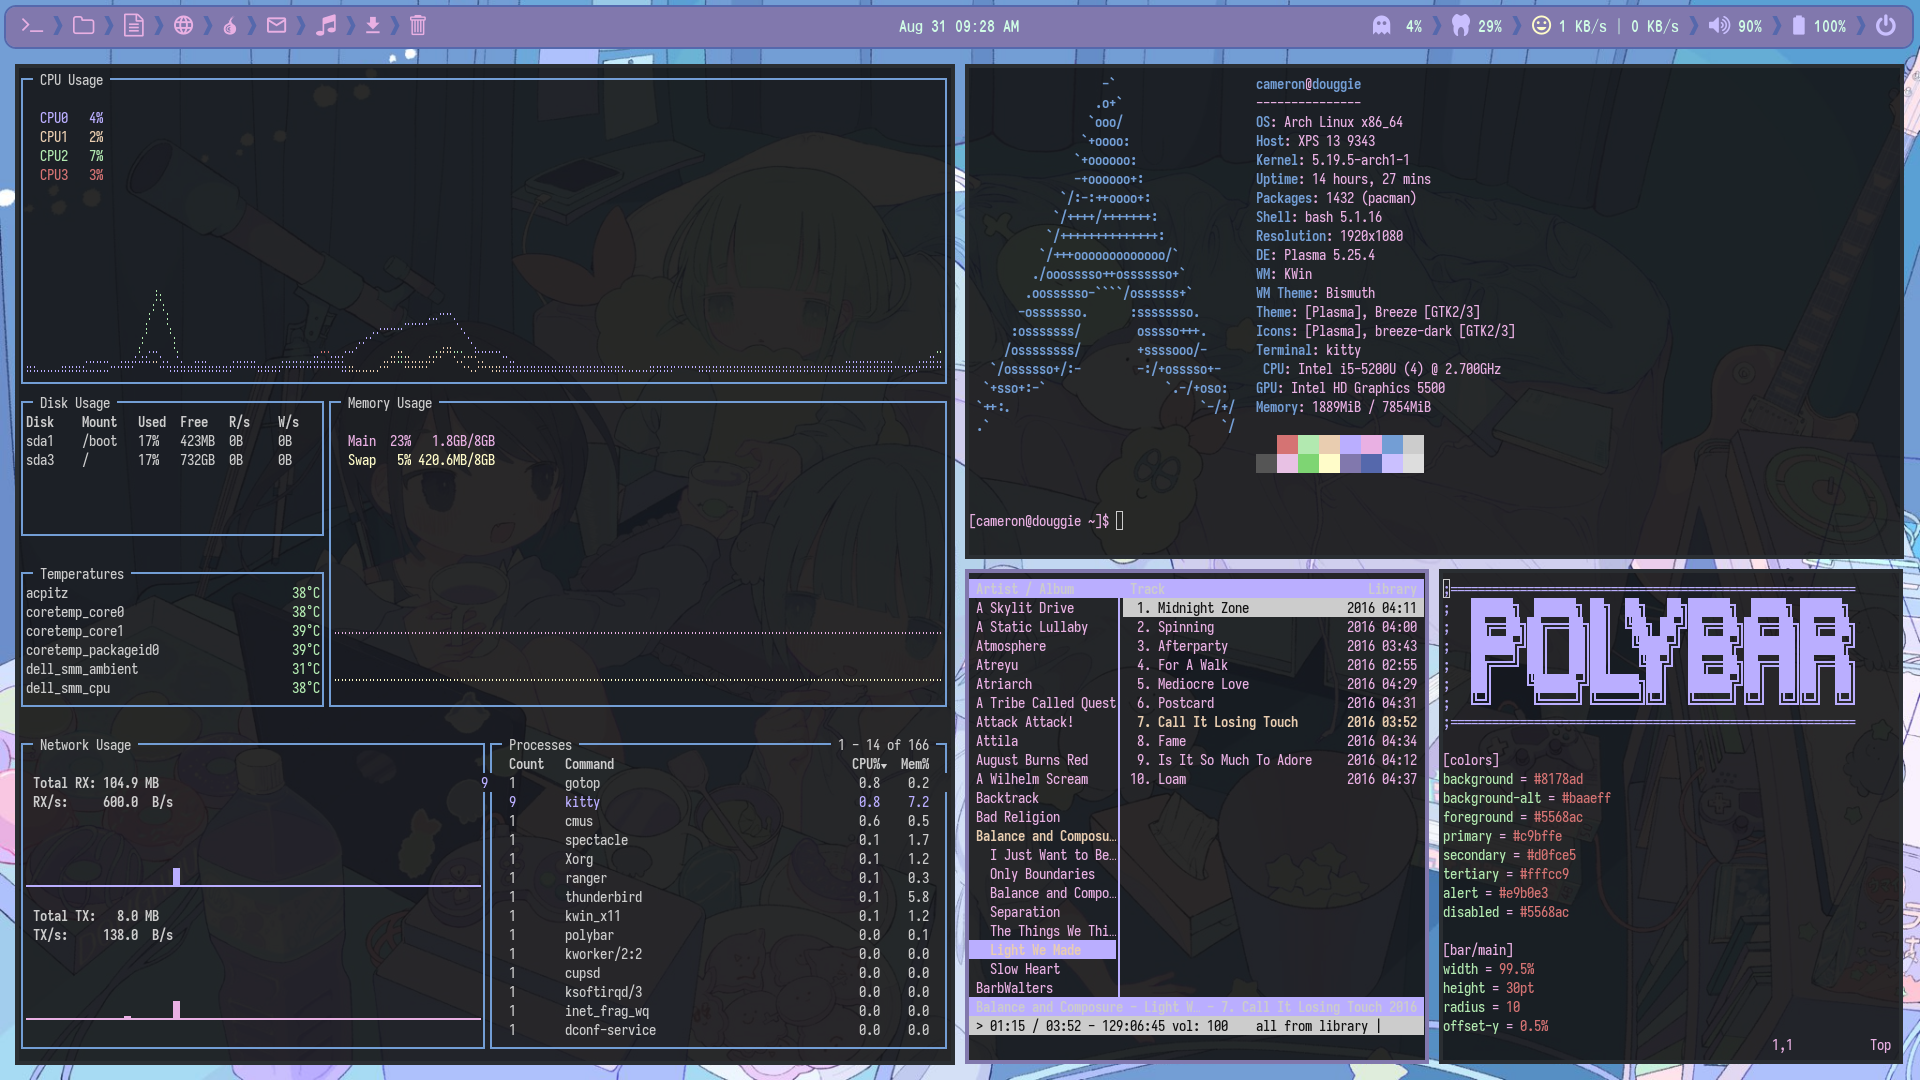 Aug 31 09:28 AM
4%
29%
1 KB/s | 0 KB/s
90%
100%
CPU Usage
CPU0 4%
CPU1 2%
CPU2 7%
CPU3 3%
Disk Usage
Disk Mount Used Free R/s W/s
sda1 /boot 17% 423MB 0B 0B
sda3 / 17% 732GB 0B 0B
Memory Usage
Main 23% 1.8GB/8GB
Swap 5% 420.6MB/8GB
Temperatures
acpitz 38°C
coretemp_core0 38°C
coretemp_core1 39°C
coretemp_packageid0 39°C
dell_smm_ambient 31°C
dell_smm_cpu 38°C
Network Usage
Total RX: 104.9 MB
RX/s: 600.0 B/s
Total TX: 8.0 MB
TX/s: 138.0 B/s
Processes 1 - 14 of 166
Count Command CPU%▾ Mem%
9 1 gotop 0.8 0.2
9 kitty 0.8 7.2
1 cmus 0.6 0.5
1 spectacle 0.1 1.7
1 Xorg 0.1 1.2
1 ranger 0.1 0.3
1 thunderbird 0.1 5.8
1 kwin_x11 0.1 1.2
1 polybar 0.0 0.1
1 kworker/2:2 0.0 0.0
1 cupsd 0.0 0.0
1 ksoftirqd/3 0.0 0.0
1 inet_frag_wq 0.0 0.0
1 dconf-service 0.0 0.0
cameron@douggie
---------------
OS: Arch Linux x86_64
Host: XPS 13 9343
Kernel: 5.19.5-arch1-1
Uptime: 14 hours, 27 mins
Packages: 1432 (pacman)
Shell: bash 5.1.16
Resolution: 1920x1080
DE: Plasma 5.25.4
WM: KWin
WM Theme: Bismuth
Theme: [Plasma], Breeze [GTK2/3]
Icons: [Plasma], breeze-dark [GTK2/3]
Terminal: kitty
CPU: Intel i5-5200U (4) @ 2.700GHz
GPU: Intel HD Graphics 5500
Memory: 1889MiB / 7854MiB
[cameron@douggie ~]$
Artist / Album Track Library
A Skylit Drive
A Static Lullaby
Atmosphere
Atreyu
Atriarch
A Tribe Called Quest
Attack Attack!
Attila
August Burns Red
A Wilhelm Scream
Backtrack
Bad Religion
Balance and Composu…
I Just Want to Be…
Only Boundaries
Balance and Compo…
Separation
The Things We Thi…
Light We Made
Slow Heart
BarbWalters
1. Midnight Zone 2016 04:11
2. Spinning 2016 04:00
3. Afterparty 2016 03:43
4. For A Walk 2016 02:55
5. Mediocre Love 2016 04:29
6. Postcard 2016 04:31
7. Call It Losing Touch 2016 03:52
8. Fame 2016 04:34
9. Is It So Much To Adore 2016 04:12
10. Loam 2016 04:37
Balance and Composure - Light W… - 7. Call It Losing Touch 2016
> 01:15 / 03:52 - 129:06:45 vol: 100 all from library |
POLYBAR
[colors]
background = #8178ad
background-alt = #baaeff
foreground = #5568ac
primary = #c9bffe
secondary = #d0fce5
tertiary = #fffcc9
alert = #e9b0e3
disabled = #5568ac
[bar/main]
width = 99.5%
height = 30pt
radius = 10
offset-y = 0.5%
1,1 Top